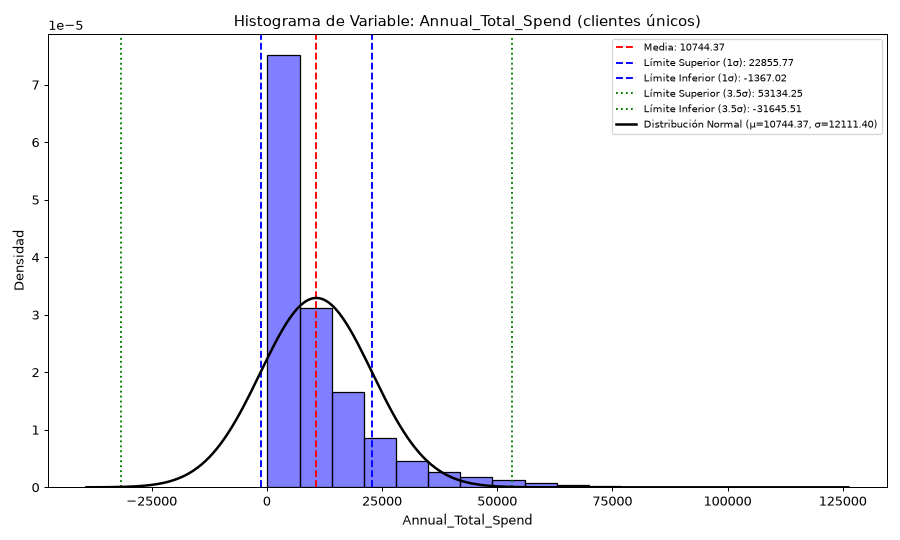 Histograma de Variable: Annual_Total_Spend (clientes únicos)
1e−5
Media: 10744.37
Límite Superior (1σ): 22855.77
Límite Inferior (1σ): -1367.02
Límite Superior (3.5σ): 53134.25
Límite Inferior (3.5σ): -31645.51
Distribución Normal (μ=10744.37, σ=12111.40)
7
6
5
4
3
2
1
0
Densidad
−25000 0 25000 50000 75000 100000 125000
Annual_Total_Spend